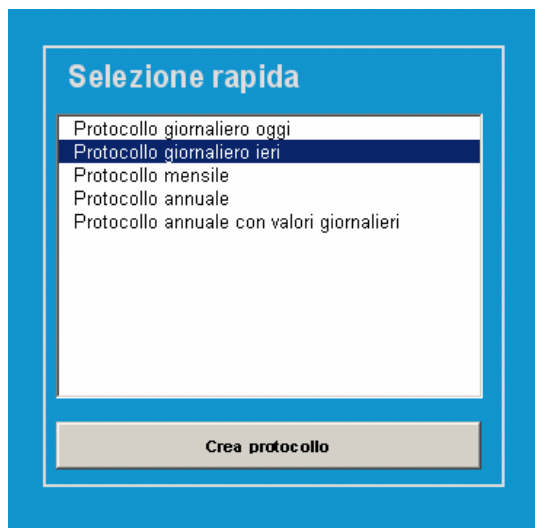 Selezione rapida
Protocollo giornaliero oggi
Protocollo giornaliero ieri
Protocollo mensile
Protocollo annuale
Protocollo annuale con valori giornalieri
Crea protocollo